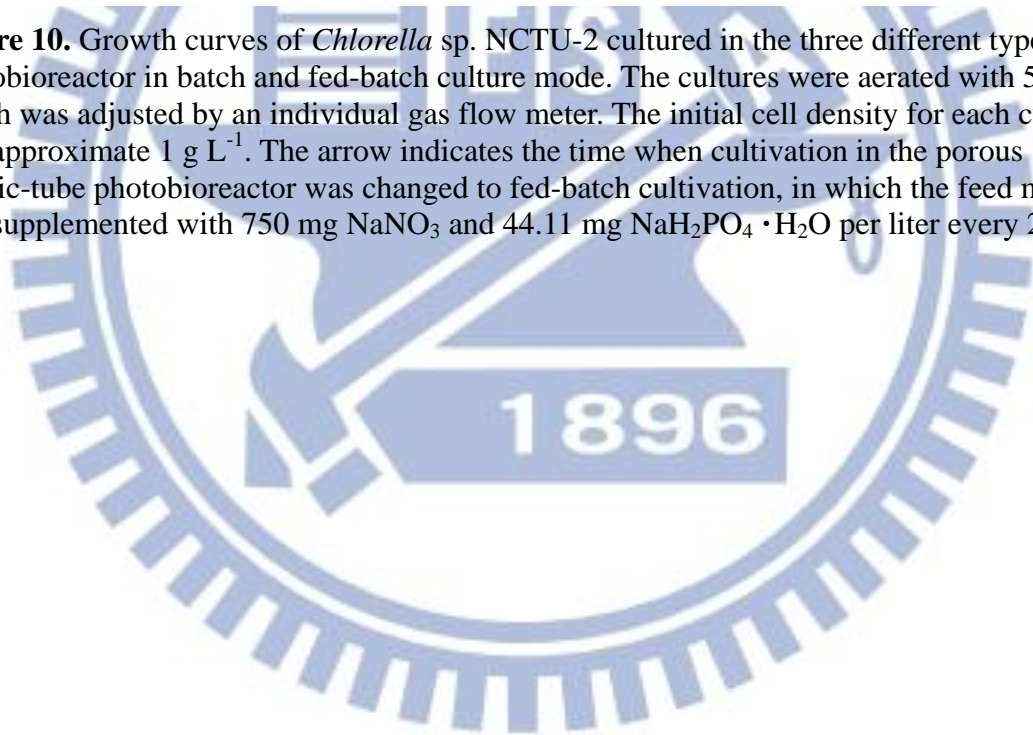 re 10. Growth curves of Chlorella sp. NCTU-2 cultured in the three different type
obioreactor in batch and fed-batch culture mode. The cultures were aerated with 5
h was adjusted by an individual gas flow meter. The initial cell density for each c
approximate 1 g L⁻¹. The arrow indicates the time when cultivation in the porous
ic-tube photobioreactor was changed to fed-batch cultivation, in which the feed
supplemented with 750 mg NaNO₃ and 44.11 mg NaH₂PO₄ ·H₂O per liter every 2
1896